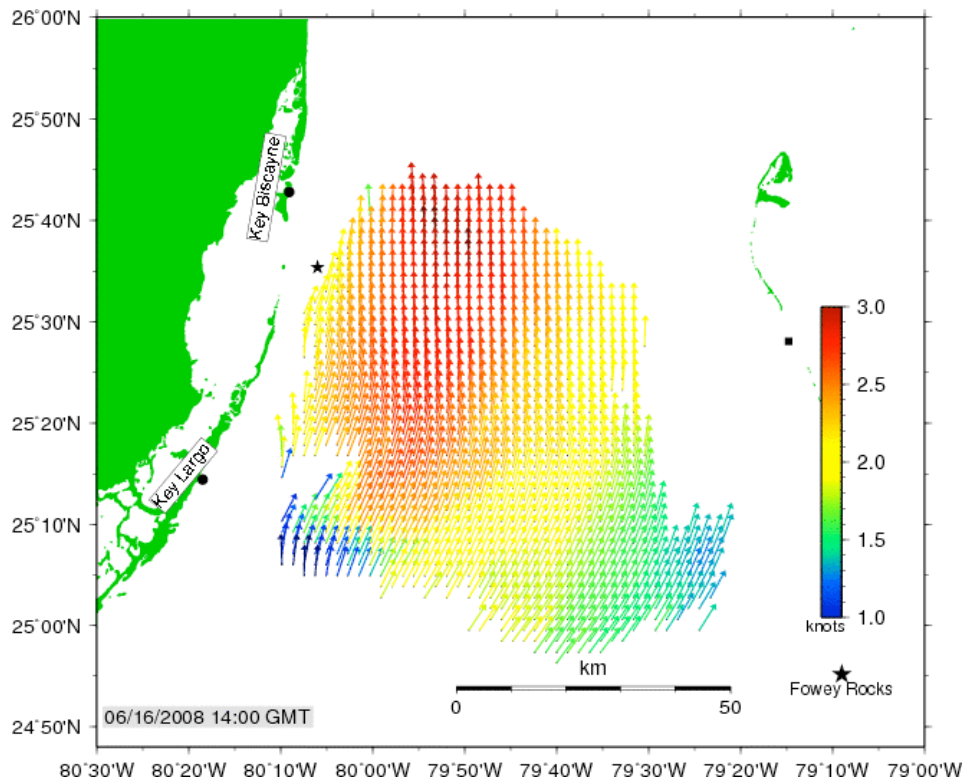 26°00'N
25°50'N
25°40'N
25°30'N
25°20'N
25°10'N
25°00'N
24°50'N
Key Biscayne
Key Largo
3.0
2.5
2.0
1.5
1.0
knots
km
0 50
Fowey Rocks
06/16/2008 14:00 GMT
80°30'W 80°20'W 80°10'W 80°00'W 79°50'W 79°40'W 79°30'W 79°20'W 79°10'W 79°00'W